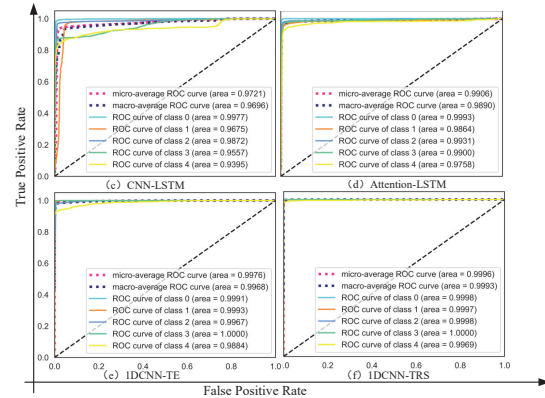 True Positive Rate
1.0
0.8
0.6
0.4
0.2
0.0
micro-average ROC curve (area = 0.9721)
macro-average ROC curve (area = 0.9696)
ROC curve of class 0 (area = 0.9977)
ROC curve of class 1 (area = 0.9675)
ROC curve of class 2 (area = 0.9872)
ROC curve of class 3 (area = 0.9557)
ROC curve of class 4 (area = 0.9395)
(c) CNN-LSTM
micro-average ROC curve (area = 0.9906)
macro-average ROC curve (area = 0.9890)
ROC curve of class 0 (area = 0.9993)
ROC curve of class 1 (area = 0.9864)
ROC curve of class 2 (area = 0.9931)
ROC curve of class 3 (area = 0.9900)
ROC curve of class 4 (area = 0.9758)
(d) Attention-LSTM
1.0
0.8
0.6
0.4
0.2
0.0
micro-average ROC curve (area = 0.9976)
macro-average ROC curve (area = 0.9968)
ROC curve of class 0 (area = 0.9991)
ROC curve of class 1 (area = 0.9993)
ROC curve of class 2 (area = 0.9967)
ROC curve of class 3 (area = 1.0000)
ROC curve of class 4 (area = 0.9884)
0.0 0.2 0.4 0.6 0.8 1.0
(e) 1DCNN-TE
micro-average ROC curve (area = 0.9996)
macro-average ROC curve (area = 0.9993)
ROC curve of class 0 (area = 0.9998)
ROC curve of class 1 (area = 0.9997)
ROC curve of class 2 (area = 0.9998)
ROC curve of class 3 (area = 1.0000)
ROC curve of class 4 (area = 0.9969)
0.2 0.4 0.6 0.8 1.0
(f) 1DCNN-TRS
False Positive Rate